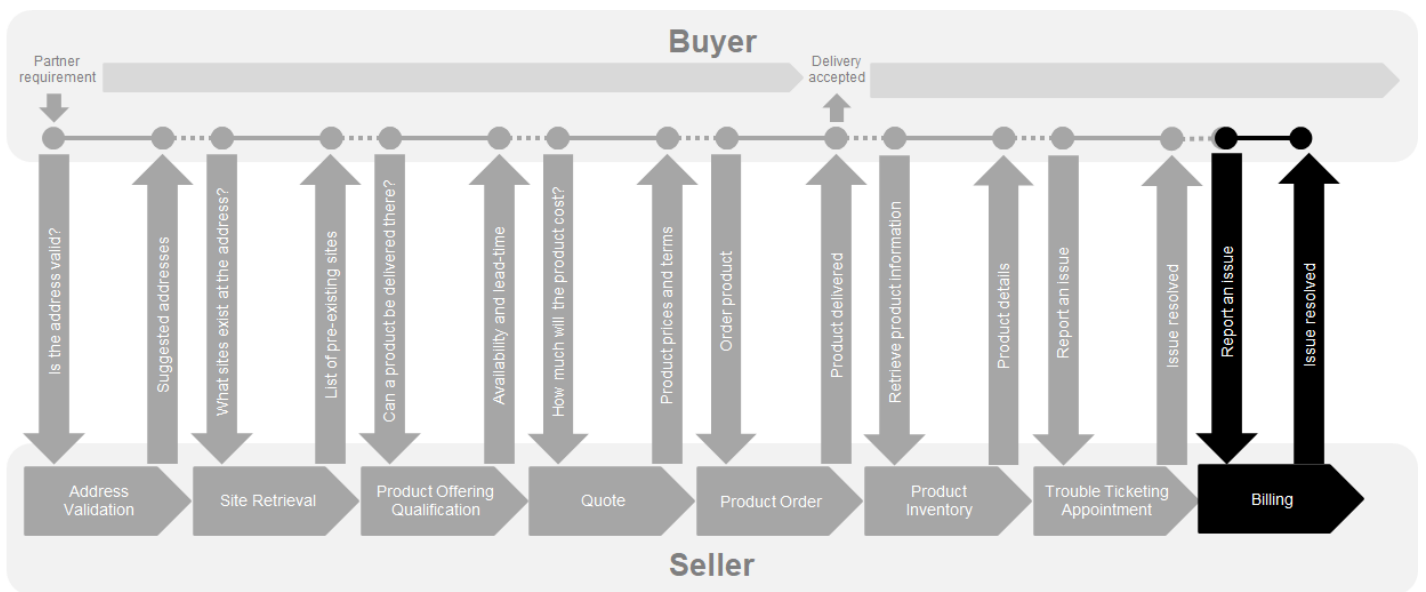 Buyer
Partner
requirement
Delivery
accepted
Is the address valid?
Suggested addresses
What sites exist at the address?
List of pre-existing sites
Can a product be delivered there?
Availability and lead-time
How much will the product cost?
Product prices and terms
Order product
Product delivered
Retrieve product information
Product details
Report an issue
Issue resolved
Report an issue
Issue resolved
Address
Validation
Site Retrieval
Product Offering
Qualification
Quote
Product Order
Product
Inventory
Trouble Ticketing
Appointment
Billing
Seller